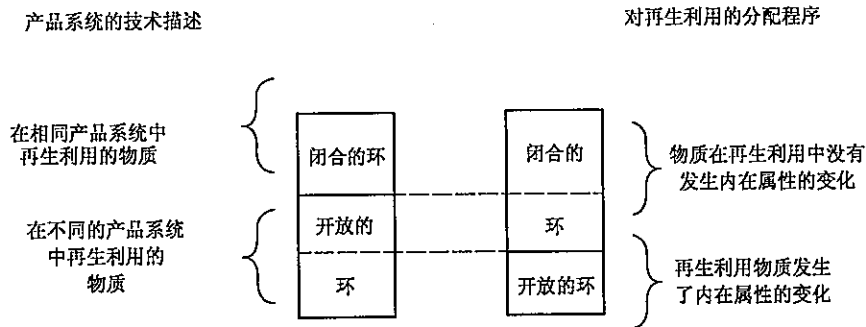 产品系统的技术描述
对再生利用的分配程序
在相同产品系统中
再生利用的物质
闭合的环
闭合的
物质在再生利用中没有
发生内在属性的变化
在不同的产品系统
中再生利用的
物质
开放的
环
环
开放的环
再生利用物质发生
了内在属性的变化